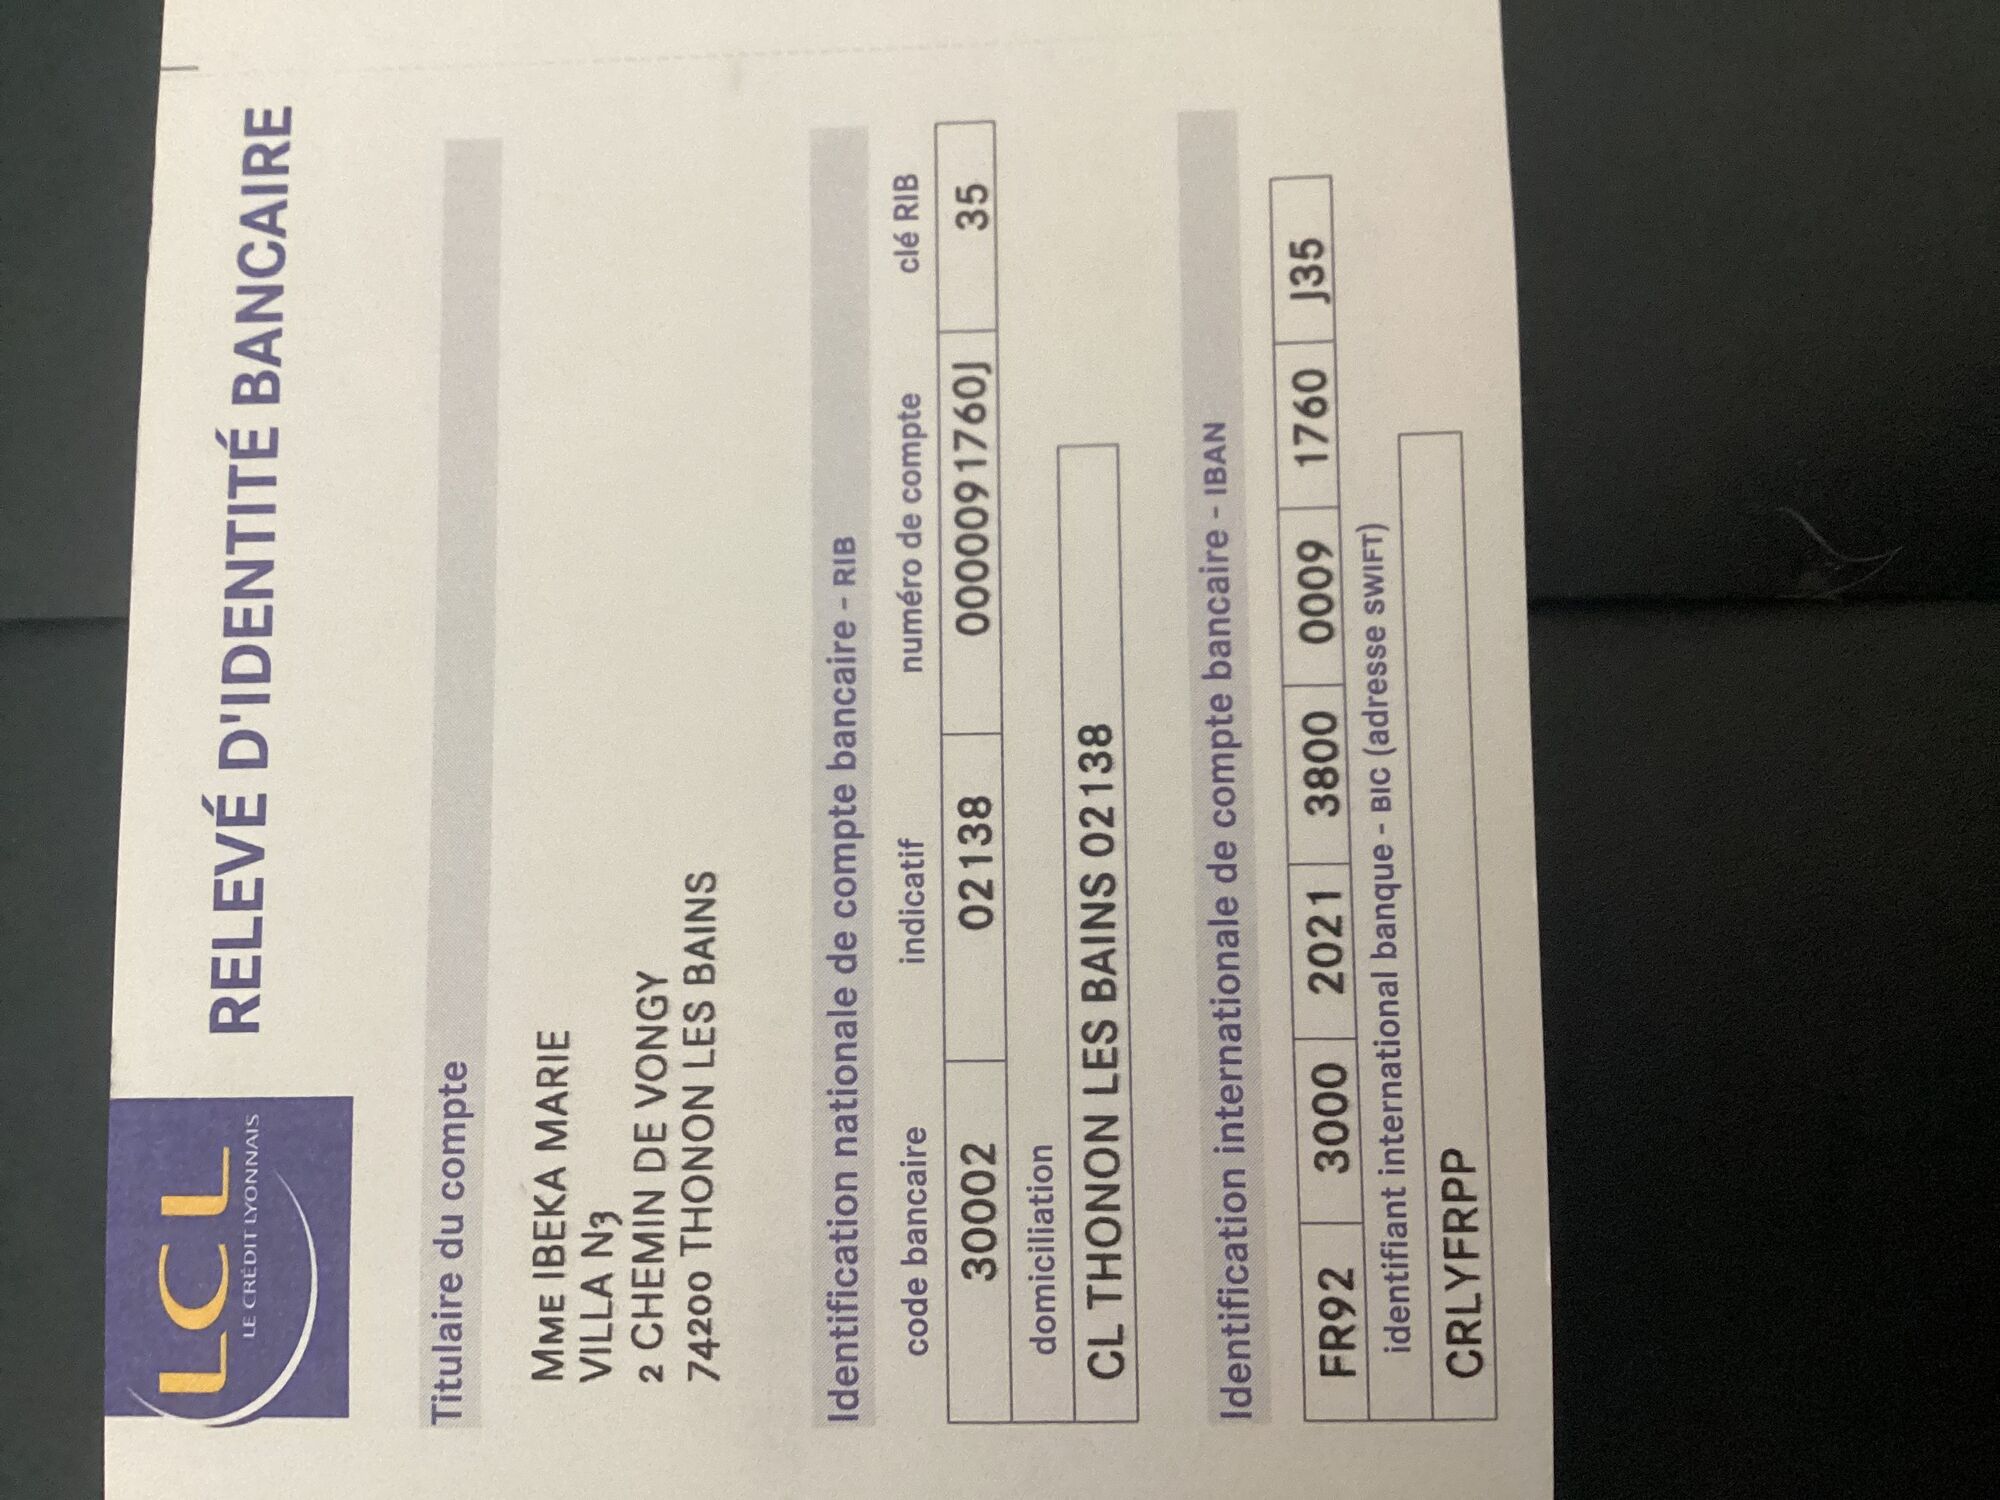 LCL
LE CRÉDIT LYONNAIS
RELEVÉ D'IDENTITÉ BANCAIRE
Titulaire du compte
MME IBEKA MARIE
VILLA N3
2 CHEMIN DE VONGY
74200 THONON LES BAINS
Identification nationale de compte bancaire - RIB
code bancaire indicatif numéro de compte clé RIB
30002 02138 0000091760J 35
domiciliation
CL THONON LES BAINS 02138
Identification internationale de compte bancaire - IBAN
FR92 3000 2021 3800 0009 1760 J35
identifiant international banque - BIC (adresse SWIFT)
CRLYFRPP